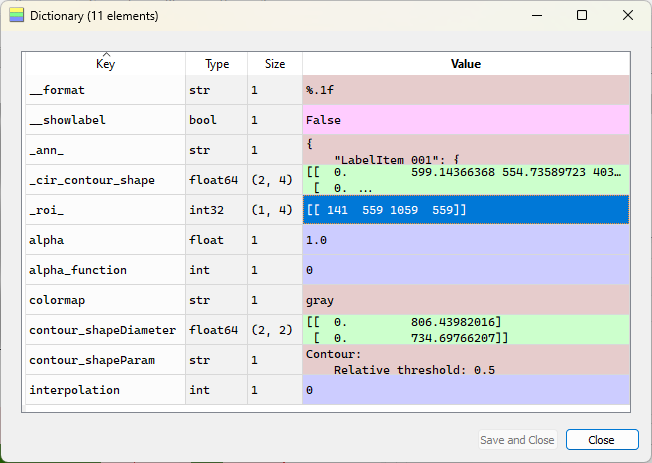 Dictionary (11 elements)
Key Type Size Value
__format str 1 %.1f
__showlabel bool 1 False
_ann_ str 1 {
"LabelItem 001": {
_cir_contour_shape float64 (2, 4) [[ 0. 599.14366368 554.73589723 403…
[ 0. ...
_roi_ int32 (1, 4) [[ 141 559 1059 559]]
alpha float 1 1.0
alpha_function int 1 0
colormap str 1 gray
contour_shapeDiameter float64 (2, 2) [[ 0. 806.43982016]
[ 0. 734.69766207]]
contour_shapeParam str 1 Contour:
Relative threshold: 0.5
interpolation int 1 0
Save and Close Close